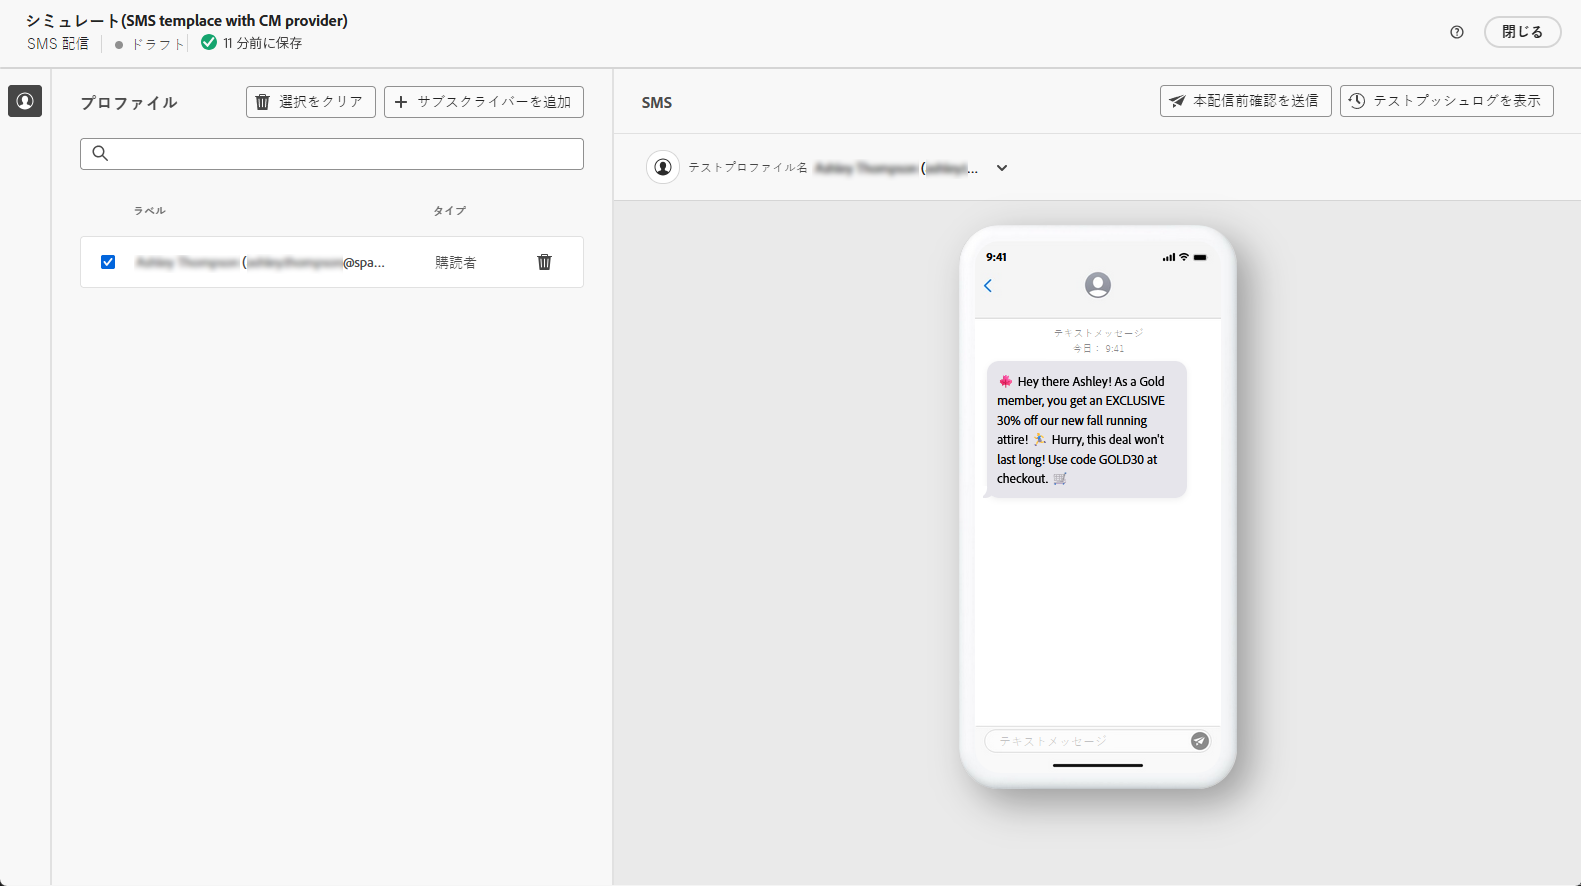 シミュレート(SMS templace with CM provider)
SMS 配信 ドラフト 11 分前に保存
閉じる
プロファイル 選択をクリア サブスクライバーを追加
ラベル タイプ
(
@spa... 購読者
SMS 本配信前確認を送信 テストプッシュログを表示
テストプロファイル名 ( ...
9:41
テキストメッセージ
今日： 9:41
Hey there Ashley! As a Gold
member, you get an EXCLUSIVE
30% off our new fall running
attire! 🏃 Hurry, this deal won't
last long! Use code GOLD30 at
checkout. 🛒
テキストメッセージ